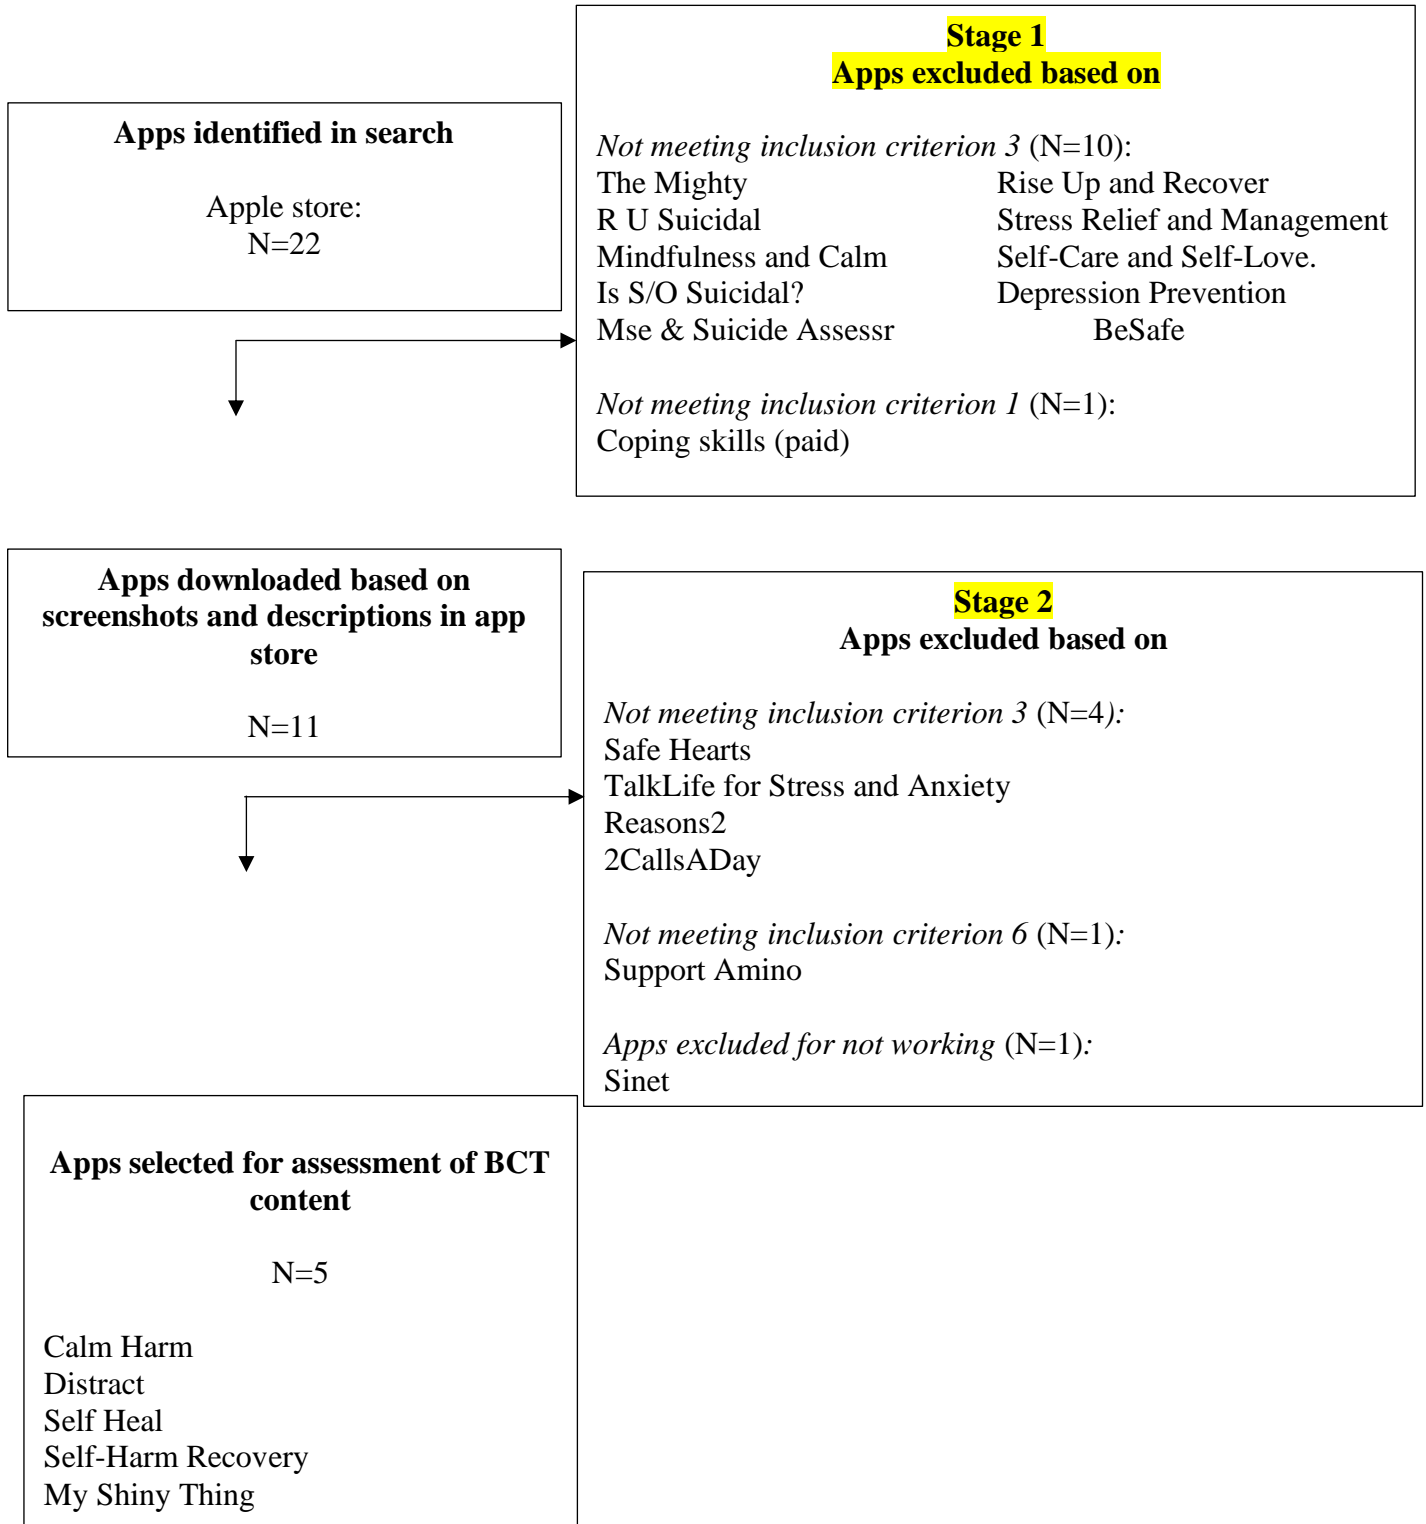 Apps identified in search
Apple store:
N=22
Stage 1
Apps excluded based on
Not meeting inclusion criterion 3 (N=10):
The Mighty Rise Up and Recover
R U Suicidal Stress Relief and Management
Mindfulness and Calm Self-Care and Self-Love.
Is S/O Suicidal? Depression Prevention
Mse & Suicide Assessr BeSafe
Not meeting inclusion criterion 1 (N=1):
Coping skills (paid)
Apps downloaded based on
screenshots and descriptions in app
store
N=11
Stage 2
Apps excluded based on
Not meeting inclusion criterion 3 (N=4):
Safe Hearts
TalkLife for Stress and Anxiety
Reasons2
2CallsADay
Not meeting inclusion criterion 6 (N=1):
Support Amino
Apps excluded for not working (N=1):
Sinet
Apps selected for assessment of BCT
content
N=5
Calm Harm
Distract
Self Heal
Self-Harm Recovery
My Shiny Thing